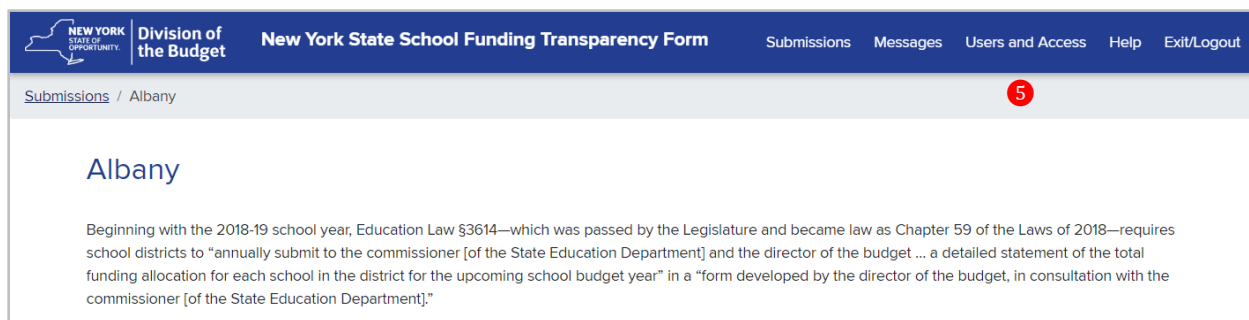 NEW YORK
STATE OF
OPPORTUNITY.
Division of
the Budget
New York State School Funding Transparency Form
Submissions Messages Users and Access Help Exit/Logout
Submissions / Albany
5
Albany
Beginning with the 2018-19 school year, Education Law §3614—which was passed by the Legislature and became law as Chapter 59 of the Laws of 2018—requires
school districts to “annually submit to the commissioner [of the State Education Department] and the director of the budget ... a detailed statement of the total
funding allocation for each school in the district for the upcoming school budget year” in a “form developed by the director of the budget, in consultation with the
commissioner [of the State Education Department].”